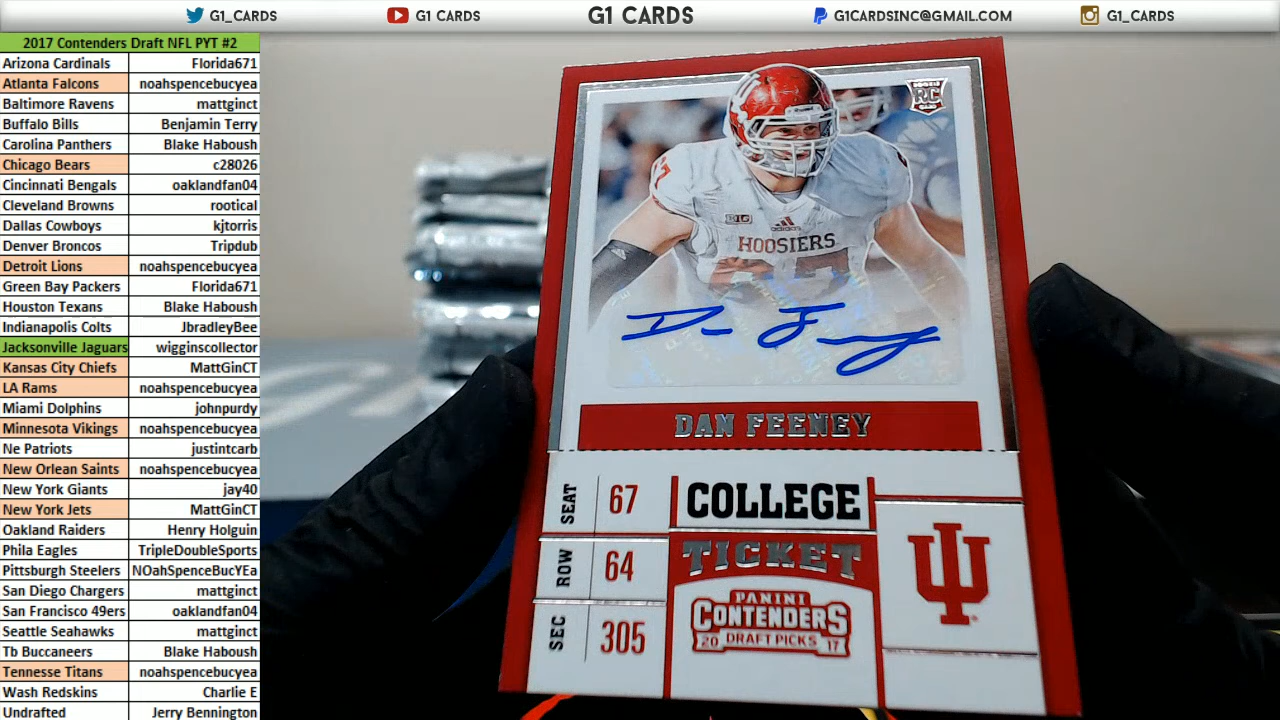 G1_CARDS G1 CARDS G1 CARDS G1CARDSINC@GMAIL.COM G1_CARDS
2017 Contenders Draft NFL PYT #2
Arizona Cardinals Florida671
Atlanta Falcons noahspencebucyea
Baltimore Ravens mattginct
Buffalo Bills Benjamin Terry
Carolina Panthers Blake Haboush
Chicago Bears c28026
Cincinnati Bengals oaklandfan04
Cleveland Browns rootical
Dallas Cowboys kjtorris
Denver Broncos Tripdub
Detroit Lions noahspencebucyea
Green Bay Packers Florida671
Houston Texans Blake Haboush
Indianapolis Colts JbradleyBee
Jacksonville Jaguars wigginscollector
Kansas City Chiefs MattGinCT
LA Rams noahspencebucyea
Miami Dolphins johnpurdy
Minnesota Vikings noahspencebucyea
Ne Patriots justintcarb
New Orlean Saints noahspencebucyea
New York Giants jay40
New York Jets MattGinCT
Oakland Raiders Henry Holguin
Phila Eagles TripleDoubleSports
Pittsburgh Steelers NOahSpenceBucYEa
San Diego Chargers mattginct
San Francisco 49ers oaklandfan04
Seattle Seahawks mattginct
Tb Buccaneers Blake Haboush
Tennesse Titans noahspencebucyea
Wash Redskins Charlie E
Undrafted Jerry Bennington
RC
B1G
adidas
HOOSIERS
67
DAN FEENEY
SEAT 67
ROW 64
SEC 305
COLLEGE
TICKET
PANINI
CONTENDERS
20 DRAFT PICKS 17
IU